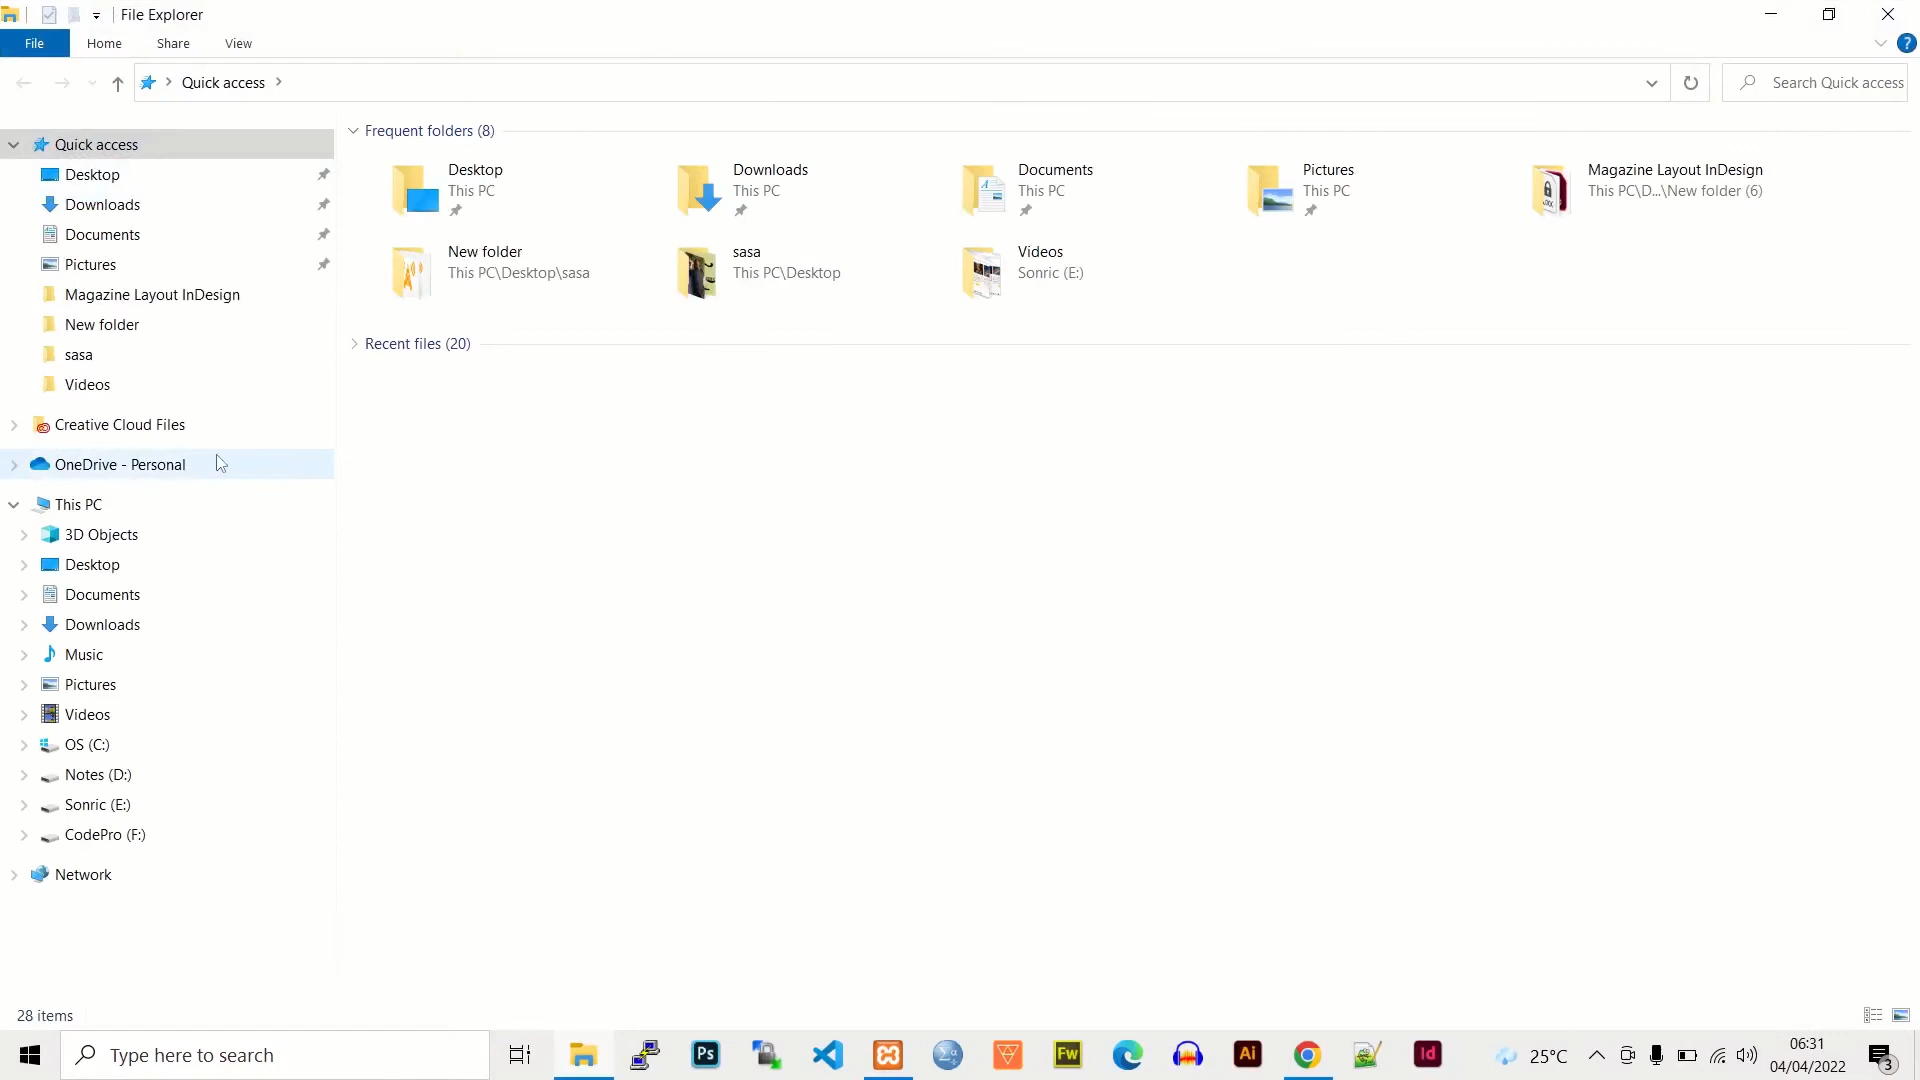 File Explorer
File Home Share View
Quick access Search Quick access
Quick access
Desktop
Downloads
Documents
Pictures
Magazine Layout InDesign
New folder
sasa
Videos
Creative Cloud Files
OneDrive - Personal
This PC
3D Objects
Desktop
Documents
Downloads
Music
Pictures
Videos
OS (C:)
Notes (D:)
Sonric (E:)
CodePro (F:)
Network
Frequent folders (8)
Desktop
This PC
Downloads
This PC
Documents
This PC
Pictures
This PC
Magazine Layout InDesign
This PC\D...\New folder (6)
New folder
This PC\Desktop\sasa
sasa
This PC\Desktop
Videos
Sonric (E:)
Recent files (20)
28 items
Type here to search
Ps
Fw
Ai
Id
25°C
06:31
04/04/2022
3